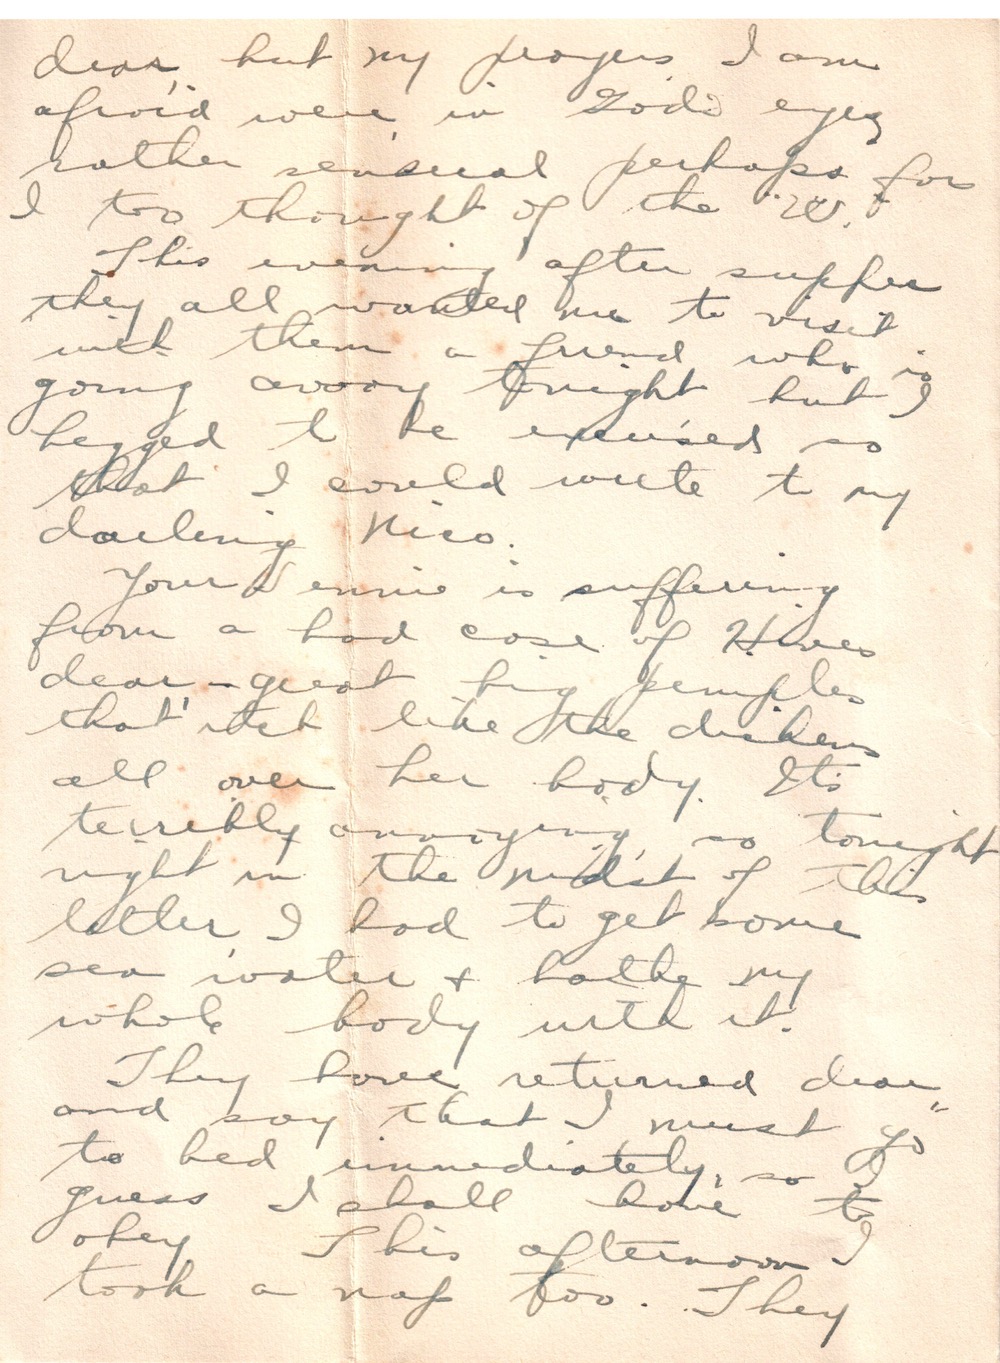 dear, but my prayers I am
afraid were in God's eyes
rather sensual perhaps for
I too thought of the "W."
This evening after supper
they all wanted me to visit
with them a friend who is
going away tonight but I
begged to be excused so
that I could write to my
darling Nico.
Your Jennie is suffering
from a bad case of Hives
dear - great big pimples
that itch like the dickens
all over her body. Its
terribly annoying, so tonight
right in the midst of this
letter I had to get some
sea water & bathe my
whole body with it.
They have returned dear,
and say that I must "go
to bed immediately, so I
guess I shall have to
obey This afternoon I
took a nap too. They